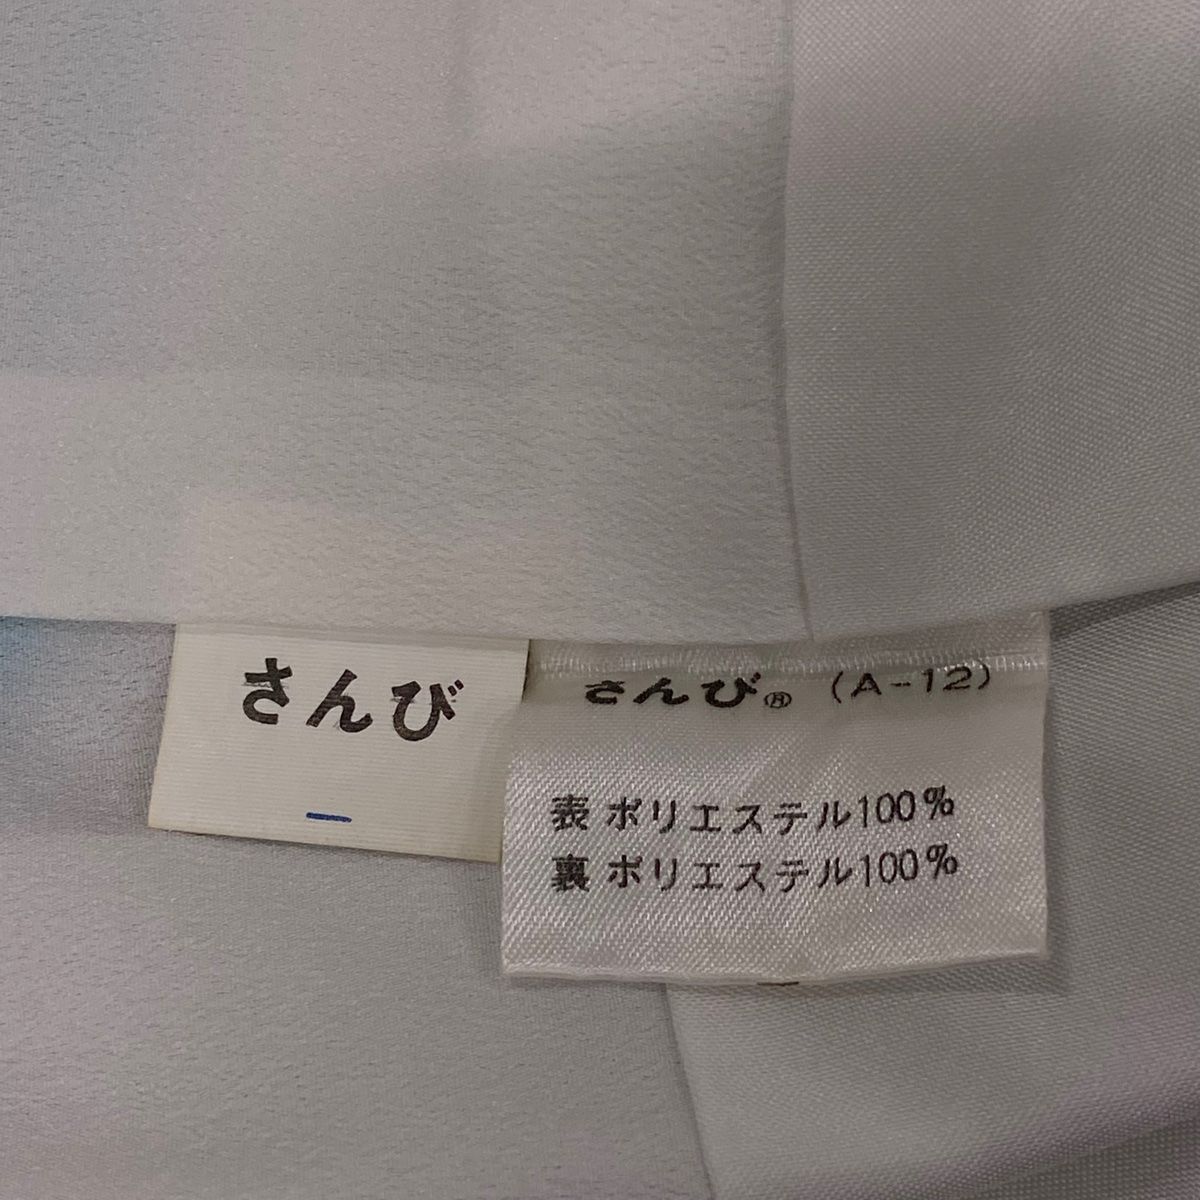 さんび
さんび® (A-12)
表 ポリエステル100%
裏 ポリエステル100%